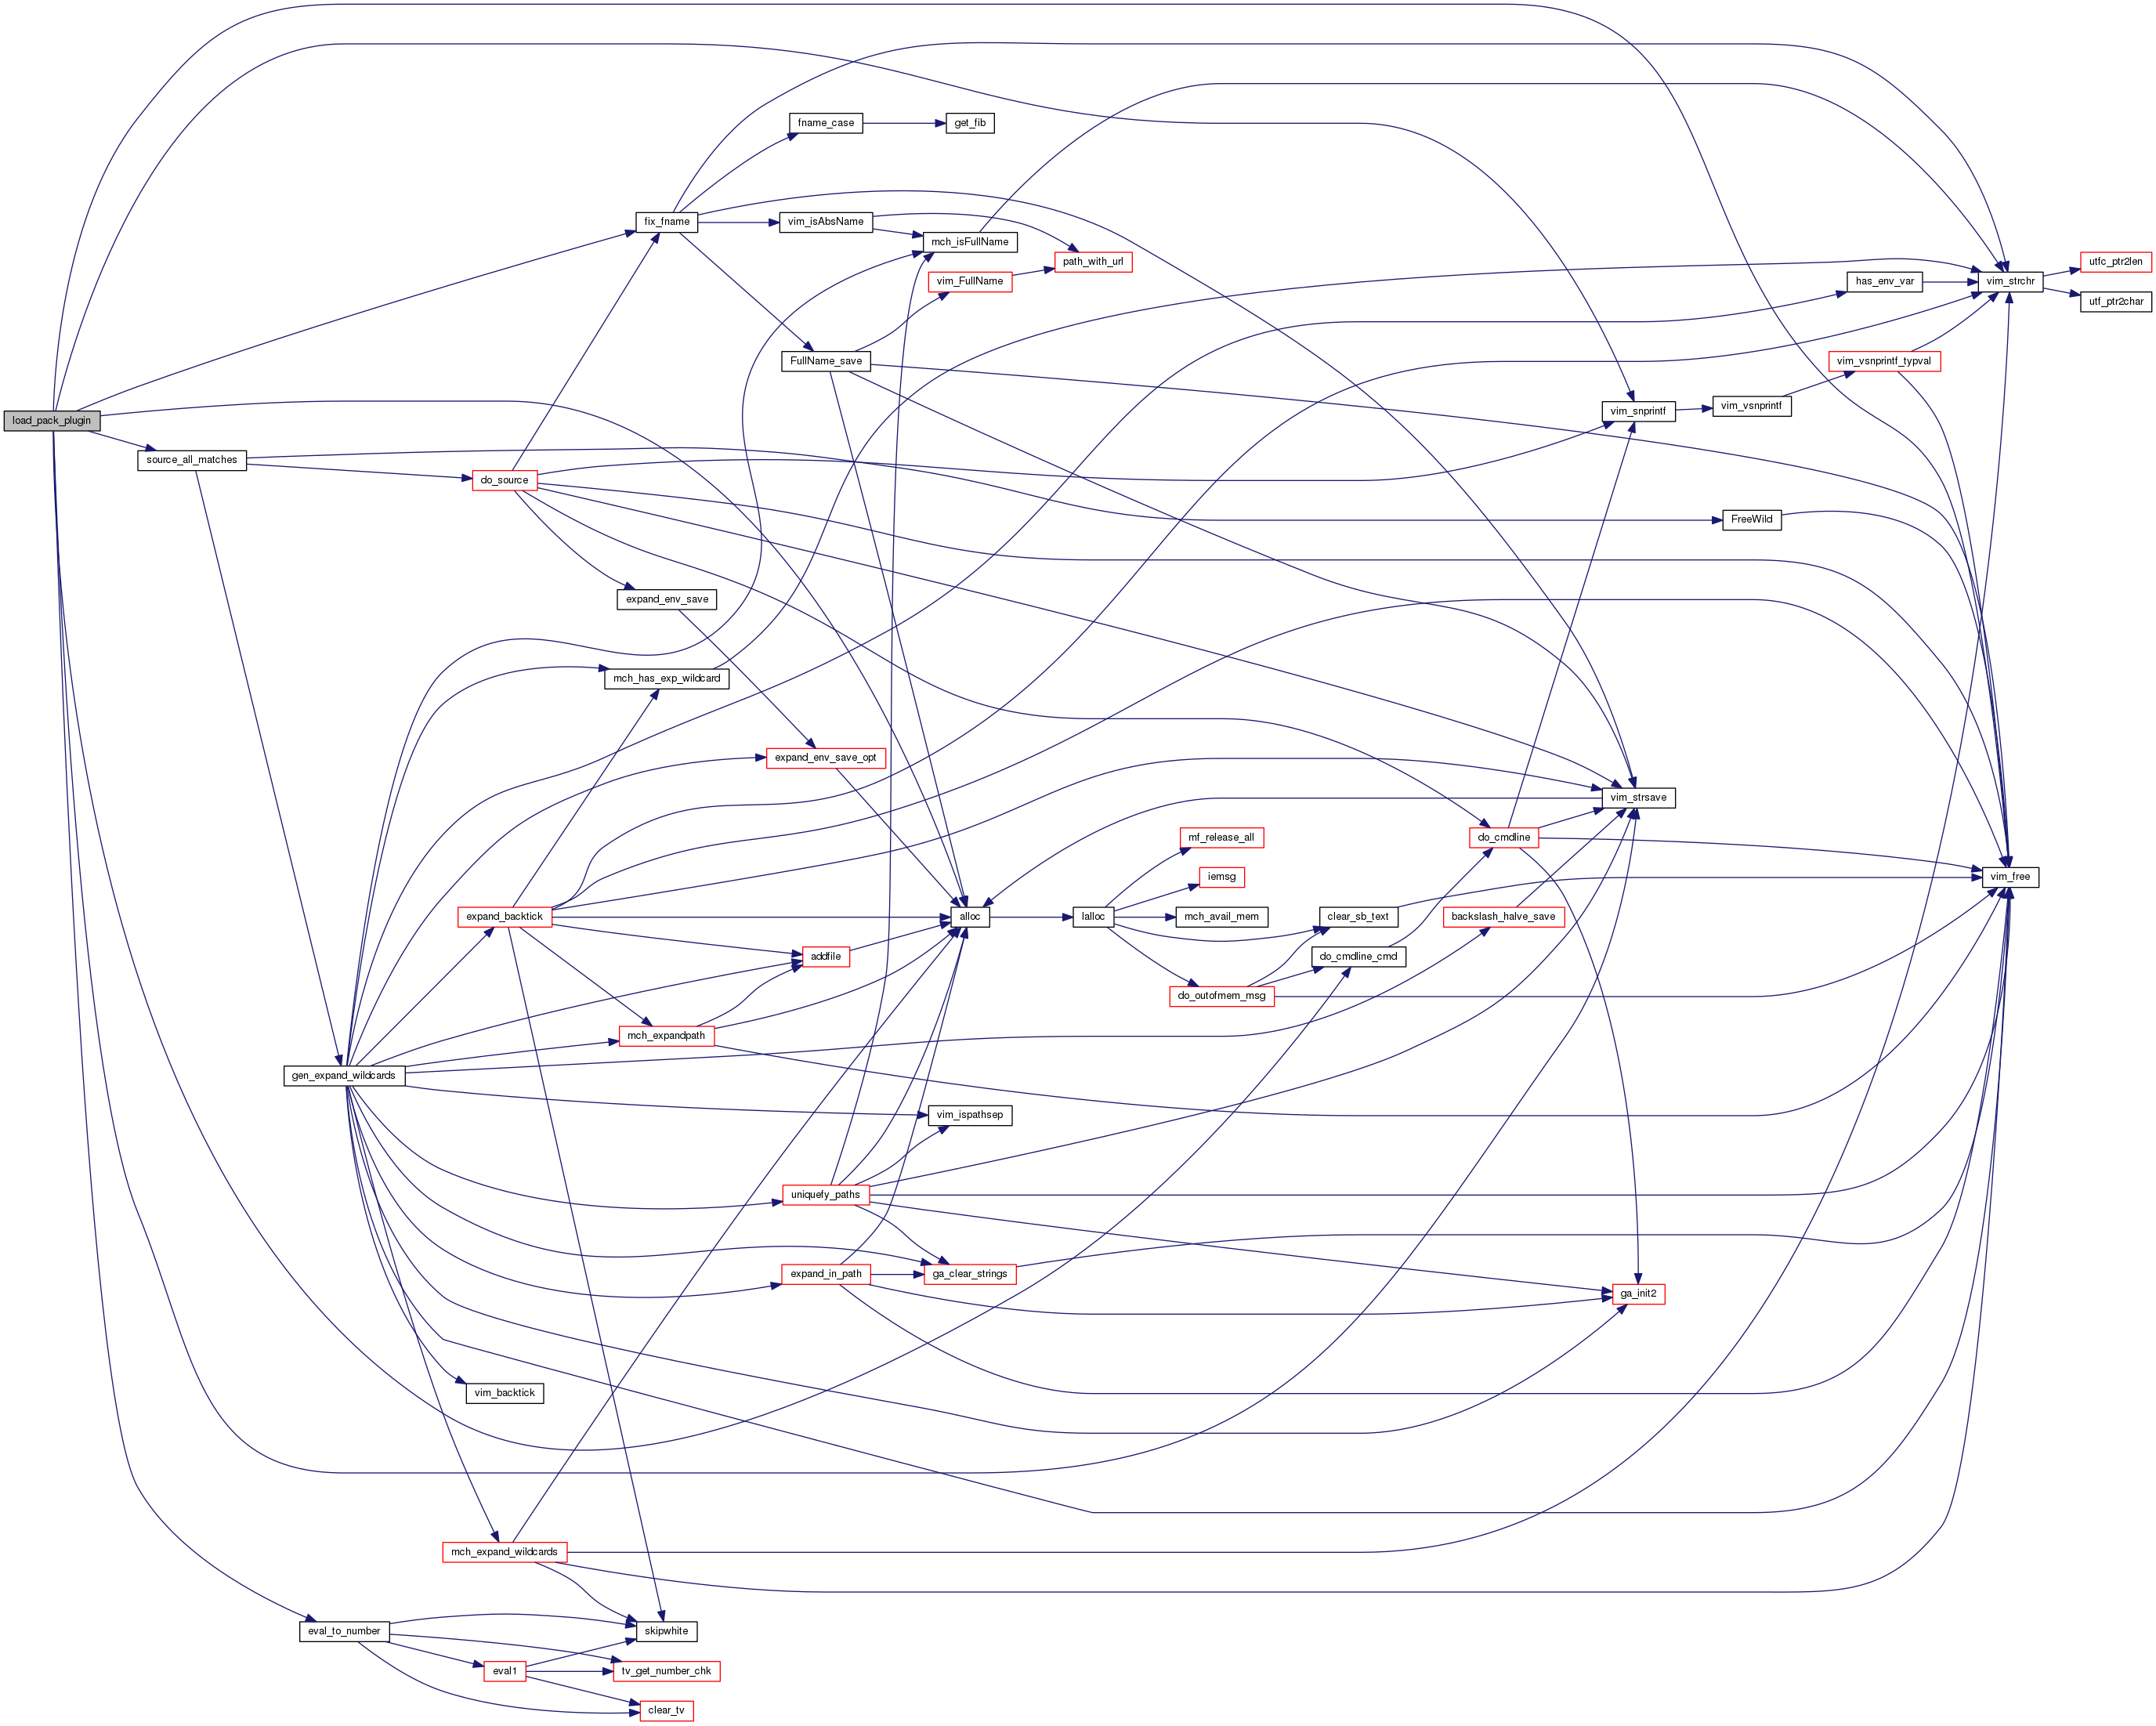 load_pack_plugin
source_all_matches
gen_expand_wildcards
eval_to_number
do_source
expand_backtick
vim_backtick
mch_expand_wildcards
eval1
fix_fname
expand_env_save
mch_has_exp_wildcard
mch_expandpath
skipwhite
tv_get_number_chk
clear_tv
fname_case
vim_isAbsName
FullName_save
expand_env_save_opt
addfile
uniquefy_paths
expand_in_path
get_fib
mch_isFullName
vim_FullName
alloc
vim_ispathsep
ga_clear_strings
path_with_url
lalloc
mf_release_all
iemsg
mch_avail_mem
do_outofmem_msg
clear_sb_text
do_cmdline_cmd
do_cmdline
backslash_halve_save
vim_snprintf
vim_strsave
ga_init2
vim_vsnprintf
FreeWild
has_env_var
vim_vsnprintf_typval
vim_strchr
vim_free
utfc_ptr2len
utf_ptr2char